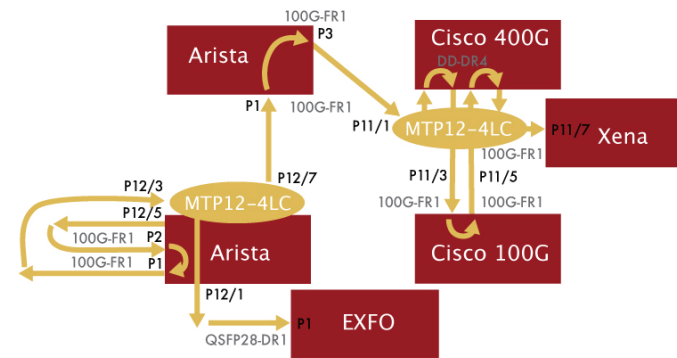 100G-FR1
P3
Arista
P1
100G-FR1
Cisco 400G
DD-DR4
P11/1
MTP12-4LC
P11/7
Xena
100G-FR1
P11/3
P11/5
100G-FR1
100G-FR1
Cisco 100G
P12/7
P12/3
MTP12-4LC
P12/5
100G-FR1
P2
Arista
100G-FR1
P1
P12/1
P1
EXFO
QSFP28-DR1